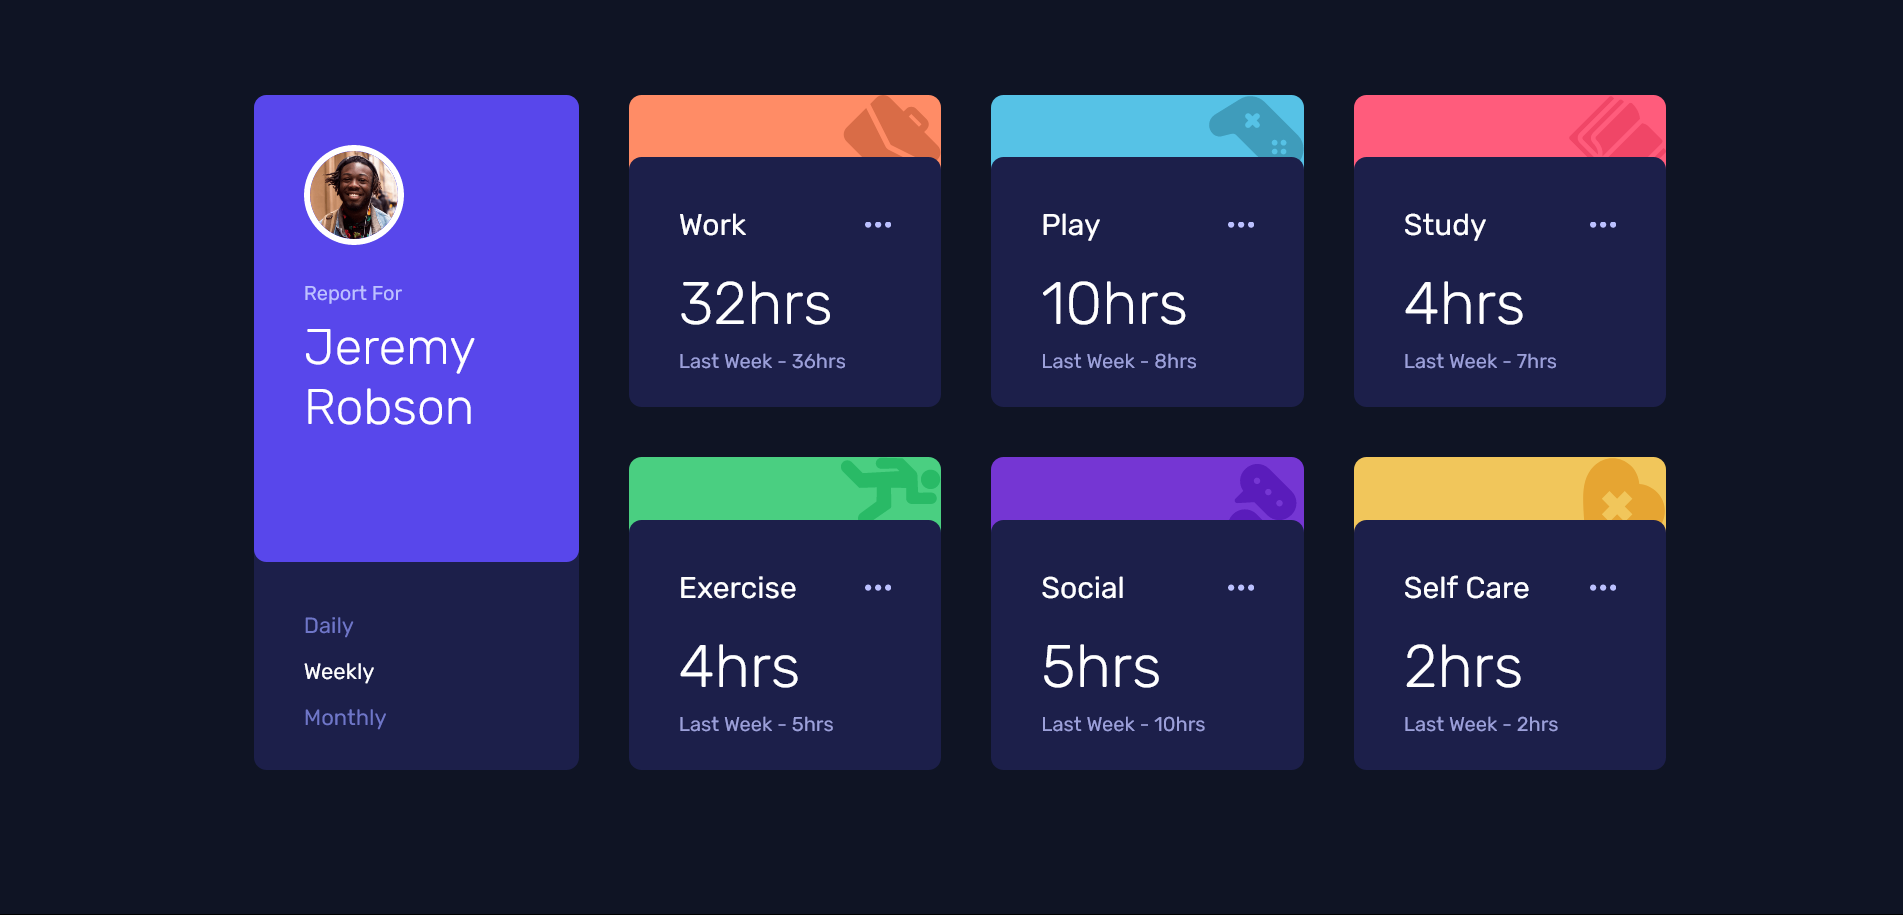 Report For
Jeremy
Robson
Daily
Weekly
Monthly
Work
32hrs
Last Week - 36hrs
Play
10hrs
Last Week - 8hrs
Study
4hrs
Last Week - 7hrs
Exercise
4hrs
Last Week - 5hrs
Social
5hrs
Last Week - 10hrs
Self Care
2hrs
Last Week - 2hrs